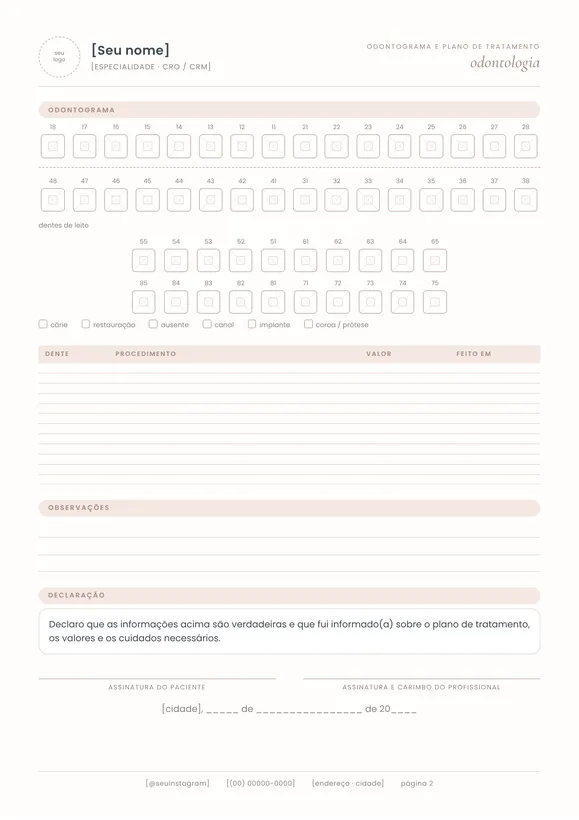 seu
logo
[Seu nome]
[ESPECIALIDADE · CRO / CRM]
ODONTOGRAMA E PLANO DE TRATAMENTO
odontologia
ODONTOGRAMA
18 17 16 15 14 13 12 11 21 22 23 24 25 26 27 28
48 47 46 45 44 43 42 41 31 32 33 34 35 36 37 38
dentes de leite
55 54 53 52 51 61 62 63 64 65
85 84 83 82 81 71 72 73 74 75
cárie restauração ausente canal implante coroa / prótese
DENTE PROCEDIMENTO VALOR FEITO EM
OBSERVAÇÕES
DECLARAÇÃO
Declaro que as informações acima são verdadeiras e que fui informado(a) sobre o plano de tratamento,
os valores e os cuidados necessários.
ASSINATURA DO PACIENTE ASSINATURA E CARIMBO DO PROFISSIONAL
[cidade], _____ de ________________ de 20____
[@seuinstagram] [(00) 00000-0000] [endereço · cidade] página 2